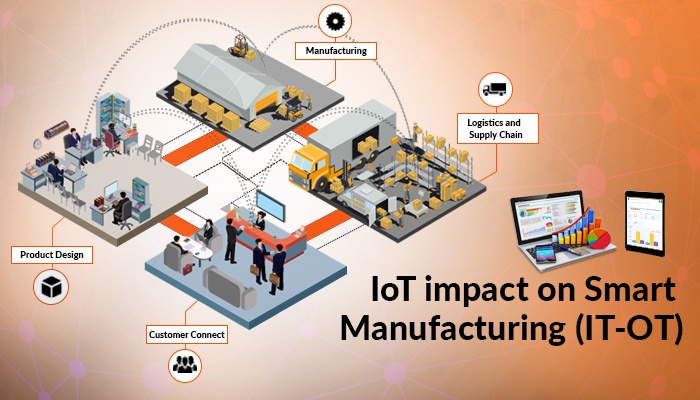 Manufacturing
Logistics and
Supply Chain
Product Design
Customer Connect
IoT impact on Smart
Manufacturing (IT-OT)